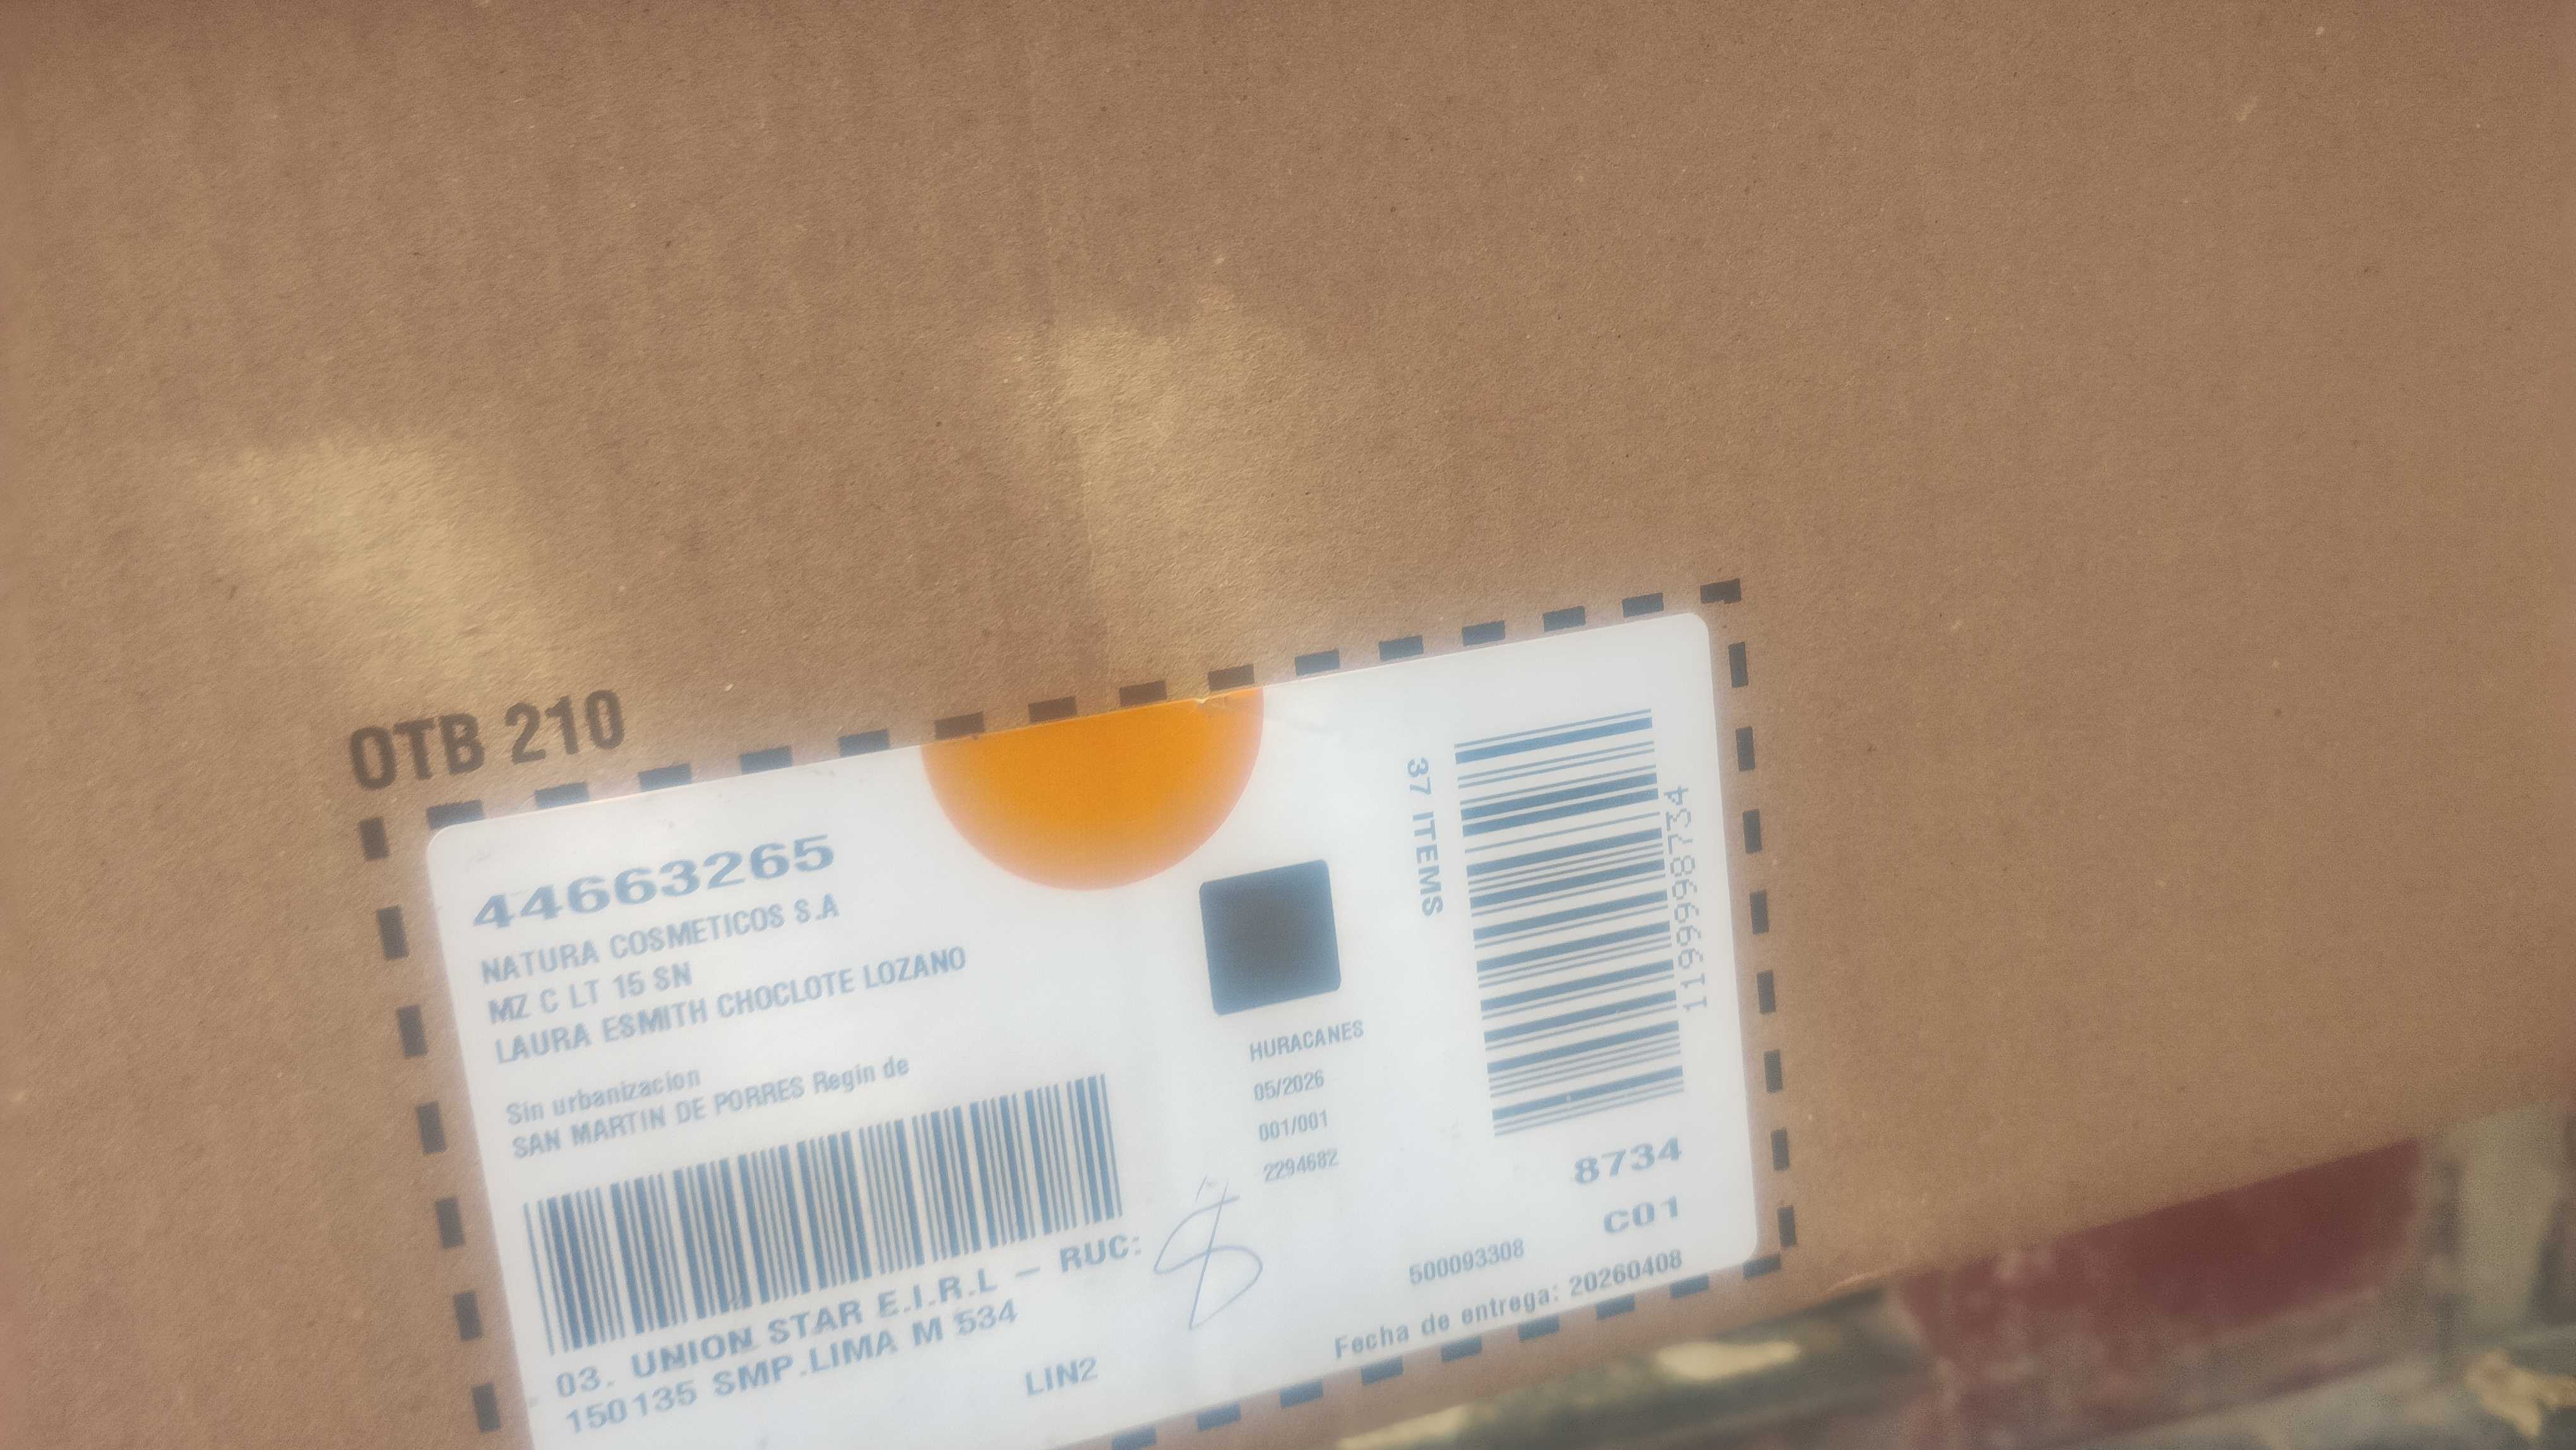 OTB 210
44663265
NATURA COSMETICOS S.A
MZ C LT 15 SN
LAURA ESMITH CHOCLOTE LOZANO
Sin urbanizacion
SAN MARTIN DE PORRES Regin de
03. UNION STAR E.I.R.L - RUC:
150135 SMP.LIMA M 534
LIN2
HURACANES
05/2026
001/001
2294682
37 ITEMS
8734
C01
500093308
Fecha de entrega: 20260408